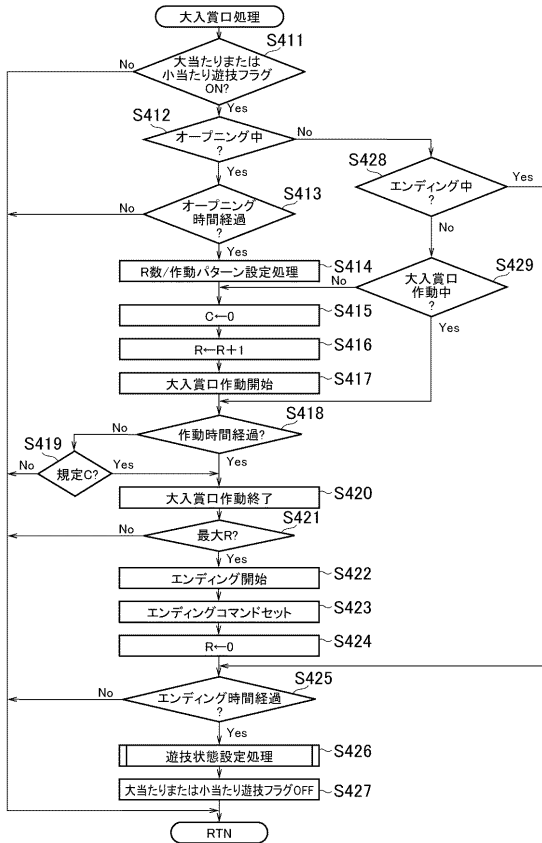 大入賞口処理
S411
大当たりまたは
小当たり遊技フラグ
ON?
No
Yes
S412
オープニング中
?
No
Yes
S428
エンディング中
?
Yes
No
S413
オープニング
時間経過
?
No
Yes
S414
R数/作動パターン設定処理
S429
大入賞口
作動中
?
No
Yes
C←0
S415
R←R+1
S416
大入賞口作動開始
S417
S418
作動時間経過?
No
Yes
S419
規定C?
No
Yes
大入賞口作動終了
S420
S421
最大R?
No
Yes
エンディング開始
S422
エンディングコマンドセット
S423
R←0
S424
S425
エンディング時間経過
?
No
Yes
遊技状態設定処理
S426
大当たりまたは小当たり遊技フラグOFF
S427
RTN